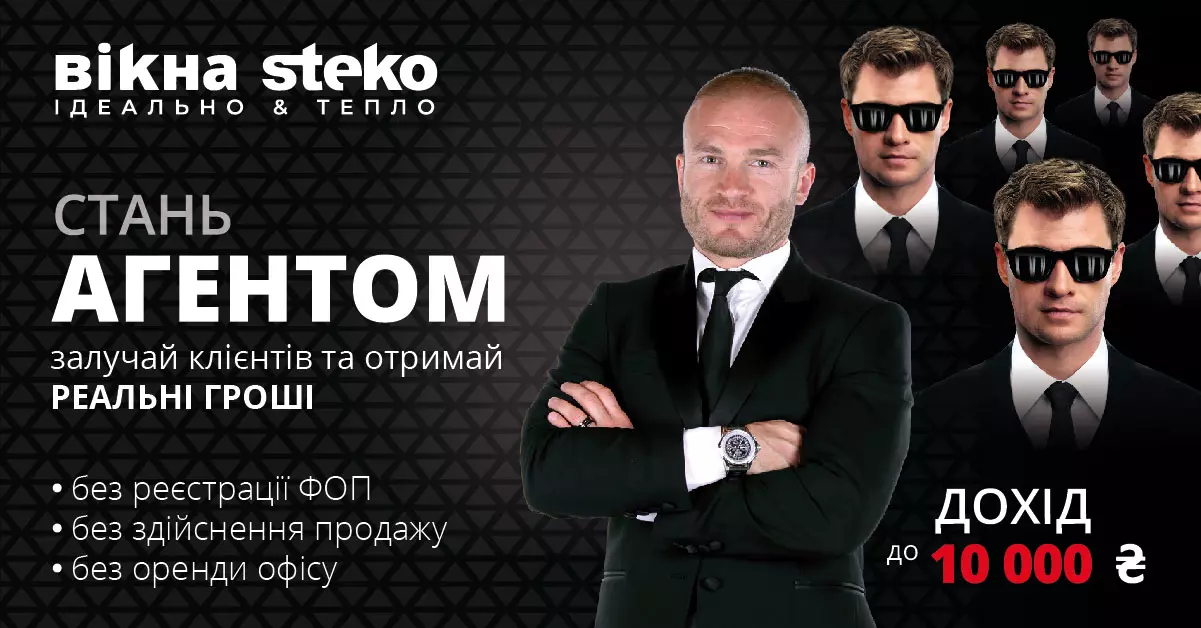 вікна steko
ІДЕАЛЬНО & ТЕПЛО
СТАНЬ
АГЕНТОМ
залучай клієнтів та отримай
РЕАЛЬНІ ГРОШІ
• без реєстрації ФОП
• без здійснення продажу
• без оренди офісу
ДОХІД
до 10 000 ₴